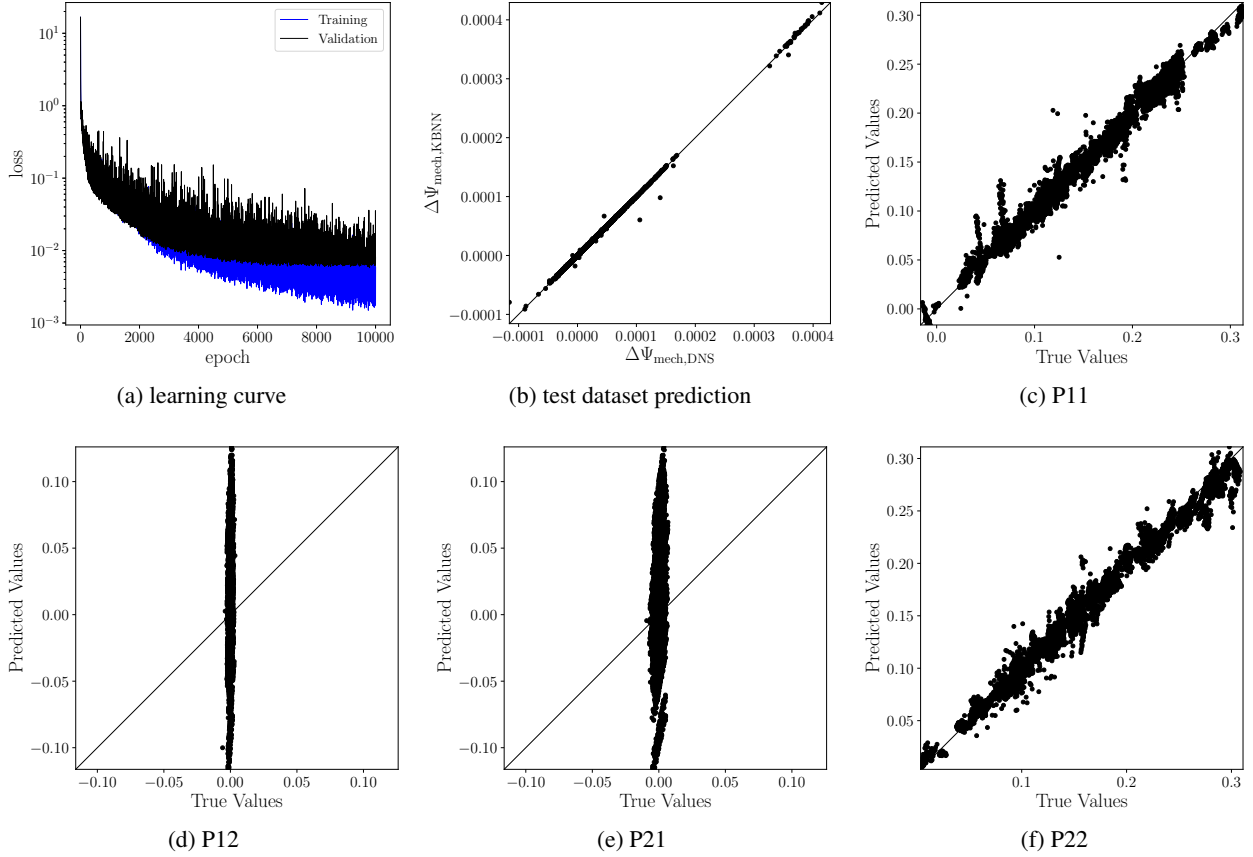 Training
Validation
10^1
10^0
10^{-1}
10^{-2}
10^{-3}
loss
0 2000 4000 6000 8000 10000
epoch
(a) learning curve
0.0004
0.0003
0.0002
0.0001
0.0000
−0.0001
ΔΨ_{mech,KBNN}
−0.0001 0.0000 0.0001 0.0002 0.0003 0.0004
ΔΨ_{mech,DNS}
(b) test dataset prediction
0.30
0.25
0.20
0.15
0.10
0.05
0.00
Predicted Values
0.0 0.1 0.2 0.3
True Values
(c) P11
0.10
0.05
0.00
−0.05
−0.10
Predicted Values
−0.10 −0.05 0.00 0.05 0.10
True Values
(d) P12
0.10
0.05
0.00
−0.05
−0.10
Predicted Values
−0.10 −0.05 0.00 0.05 0.10
True Values
(e) P21
0.30
0.25
0.20
0.15
0.10
0.05
Predicted Values
0.1 0.2 0.3
True Values
(f) P22